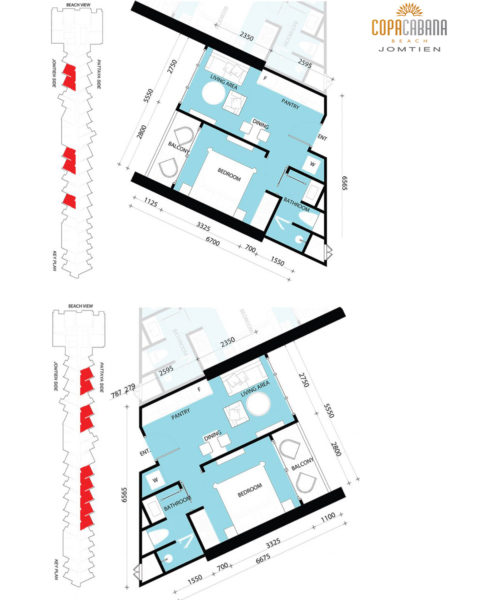 COPACABANA
BEACH
JOMTIEN
BEACH VIEW
JOMTIEN SIDE
PATTAYA SIDE
KEY PLAN
2350
2595
2750
5550
2800
LIVING AREA
F
PANTRY
DINING
ENT
W
BALCONY
BEDROOM
BATHROOM
6565
1125
3325
6700
700
1550
BEACH VIEW
JOMTIEN SIDE
PATTAYA SIDE
KEY PLAN
787
279
2595
2350
BEDROOM
F
LIVING AREA
PANTRY
2750
5550
2800
DINING
ENT
W
BALCONY
BEDROOM
BATHROOM
6565
1100
3325
6675
700
1550